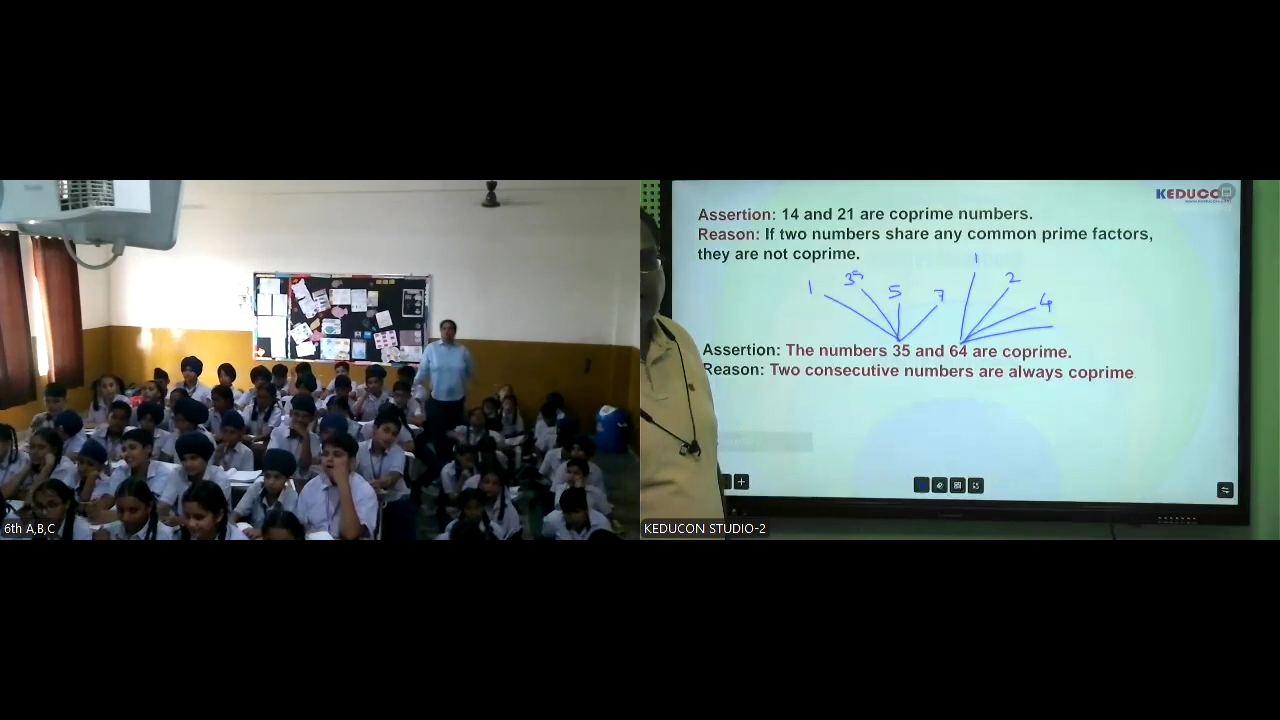 KEDUCO
Assertion: 14 and 21 are coprime numbers.
Reason: If two numbers share any common prime factors,
they are not coprime.
1 35 5 7 1 2 4
Assertion: The numbers 35 and 64 are coprime.
Reason: Two consecutive numbers are always coprime
6th A,B,C
KEDUCON STUDIO-2